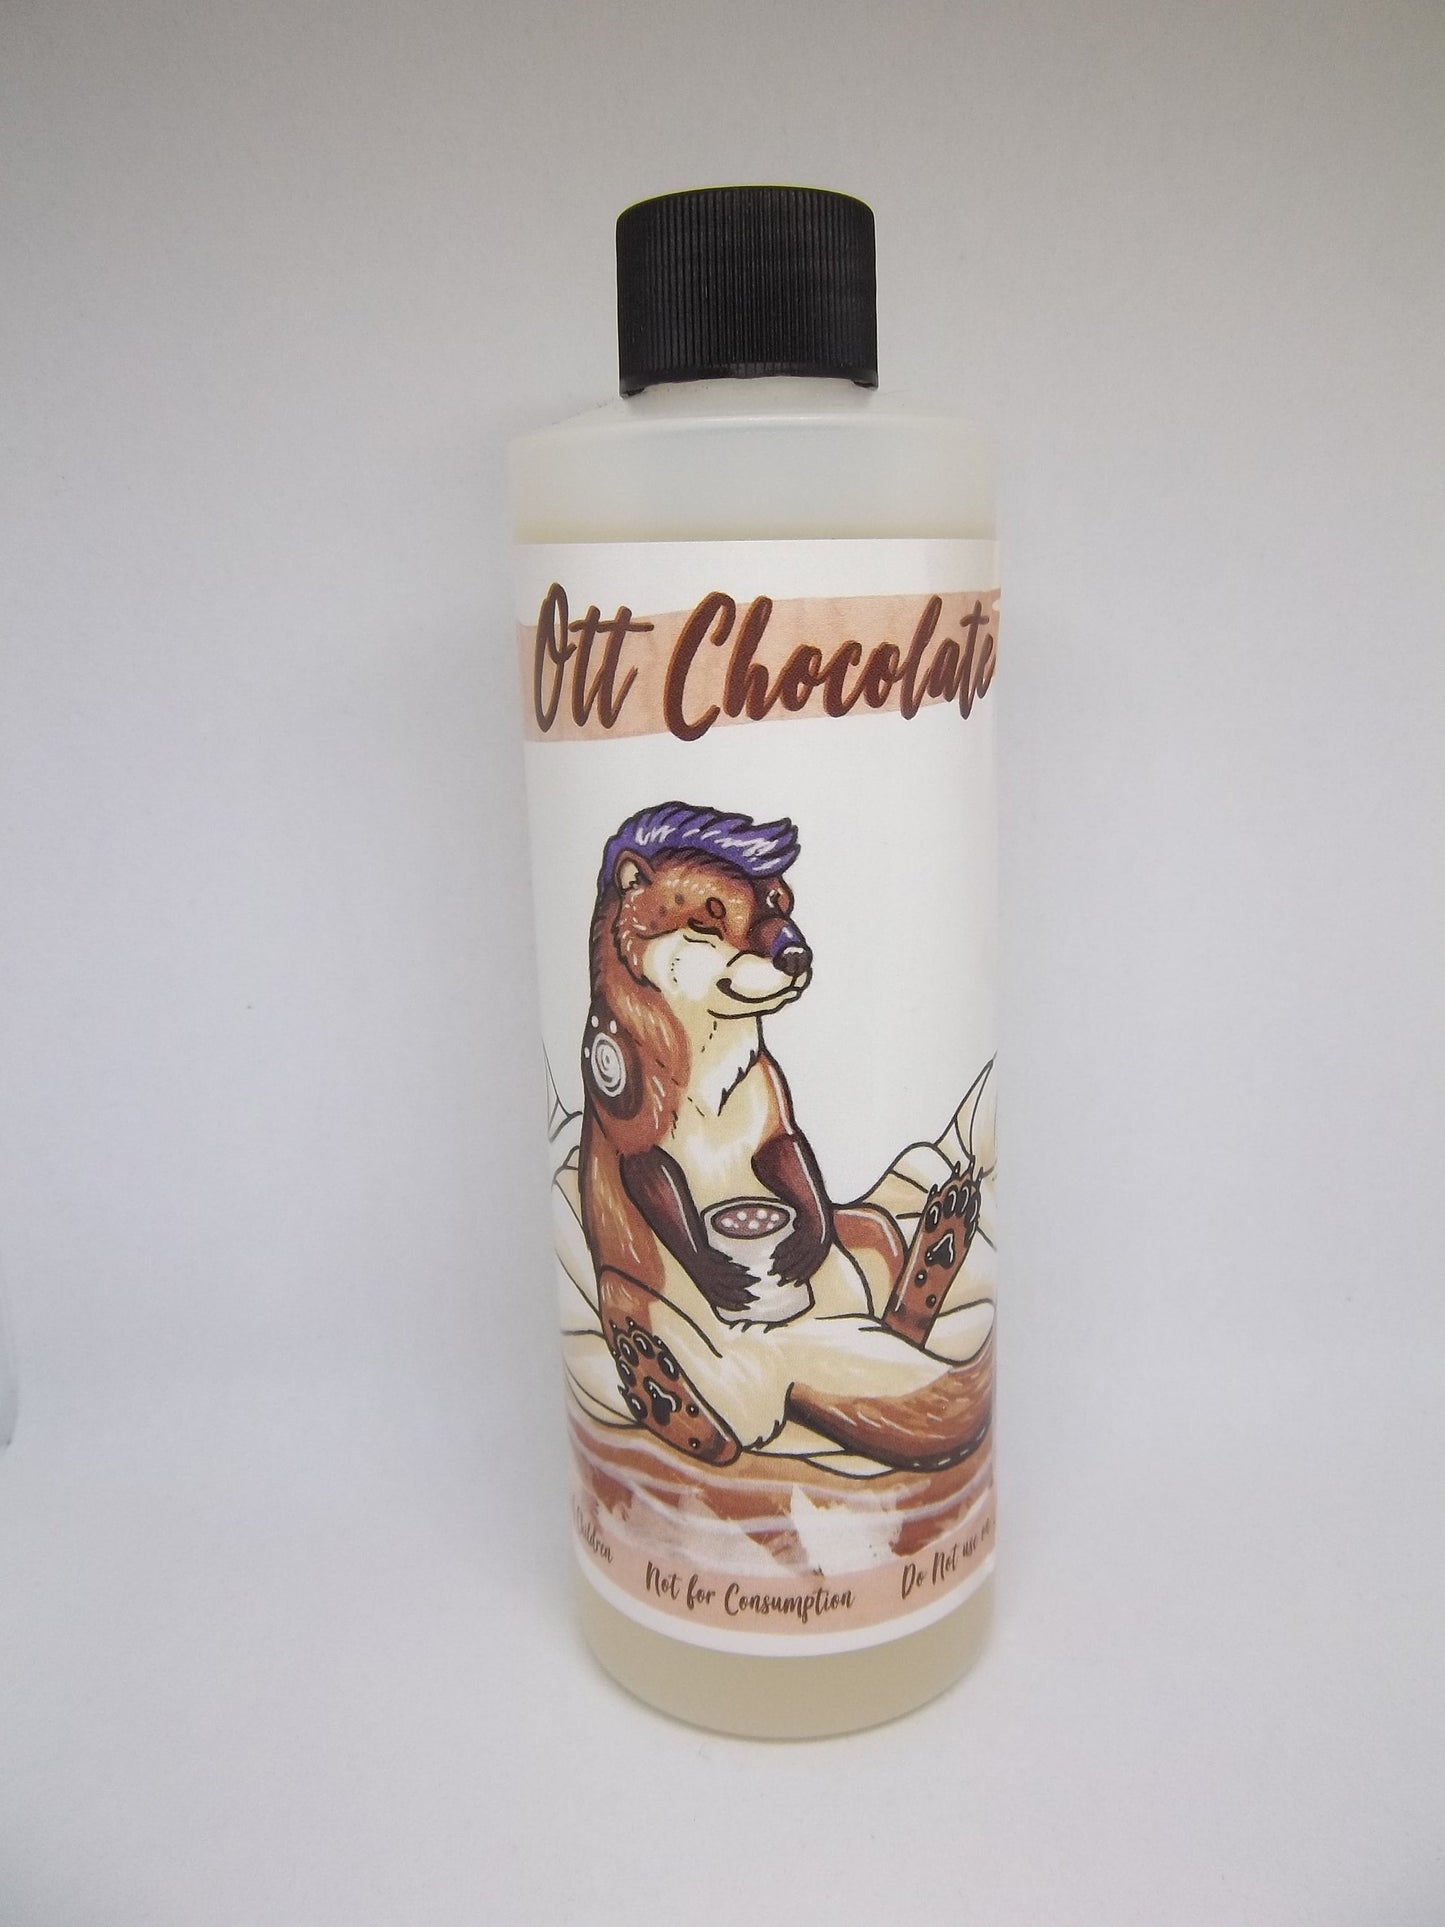 Ott Chocolate
Children Not for Consumption Do Not use on